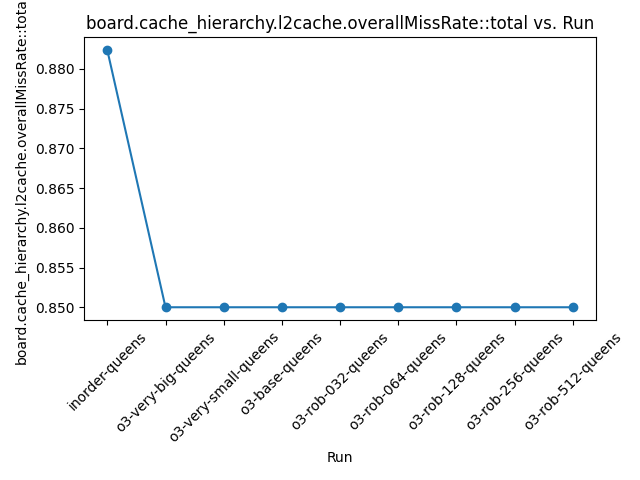 board.cache_hierarchy.l2cache.overallMissRate::total vs. Run
board.cache_hierarchy.l2cache.overallMissRate::tota
0.880
0.875
0.870
0.865
0.860
0.855
0.850
inorder-queens
o3-very-big-queens
o3-very-small-queens
o3-base-queens
o3-rob-032-queens
o3-rob-064-queens
o3-rob-128-queens
o3-rob-256-queens
o3-rob-512-queens
Run